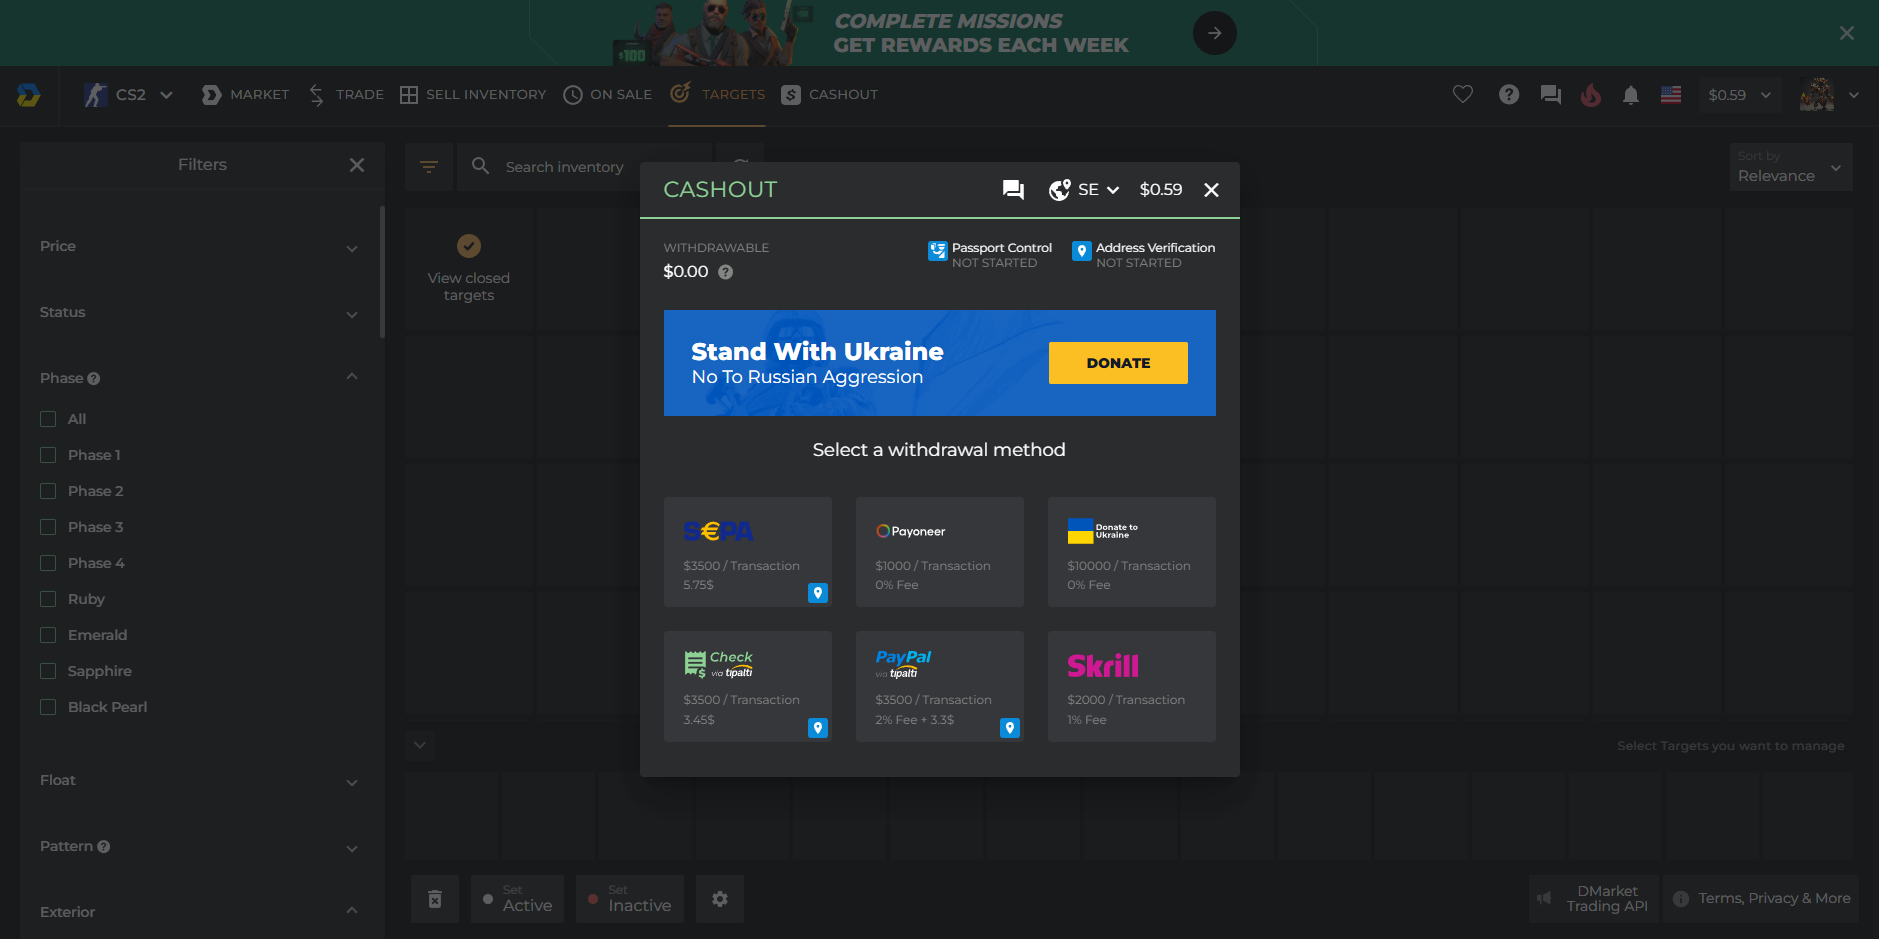 COMPLETE MISSIONS
GET REWARDS EACH WEEK
$100
CS2
MARKET
TRADE
SELL INVENTORY
ON SALE
TARGETS
CASHOUT
$0.59
Filters
Search inventory
Sort by
Relevance
Price
Status
Phase
All
Phase 1
Phase 2
Phase 3
Phase 4
Ruby
Emerald
Sapphire
Black Pearl
Float
Pattern
Exterior
View closed
targets
CASHOUT
SE
$0.59
WITHDRAWABLE
$0.00
Passport Control
NOT STARTED
Address Verification
NOT STARTED
Stand With Ukraine
No To Russian Aggression
DONATE
Select a withdrawal method
S€PA
$3500 / Transaction
5.75$
Payoneer
$1000 / Transaction
0% Fee
Donate to
Ukraine
$10000 / Transaction
0% Fee
Check
via tipalti
$3500 / Transaction
3.45$
PayPal
via tipalti
$3500 / Transaction
2% Fee + 3.3$
Skrill
$2000 / Transaction
1% Fee
Select Targets you want to manage
Set
Active
Set
Inactive
DMarket
Trading API
Terms, Privacy & More